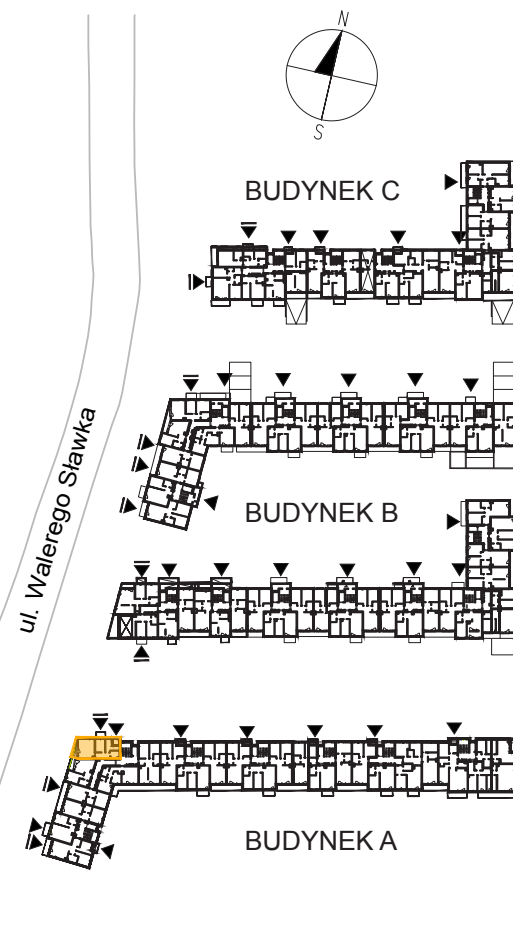 N
S
BUDYNEK C
ul. Walerego Sławka
BUDYNEK B
BUDYNEK A